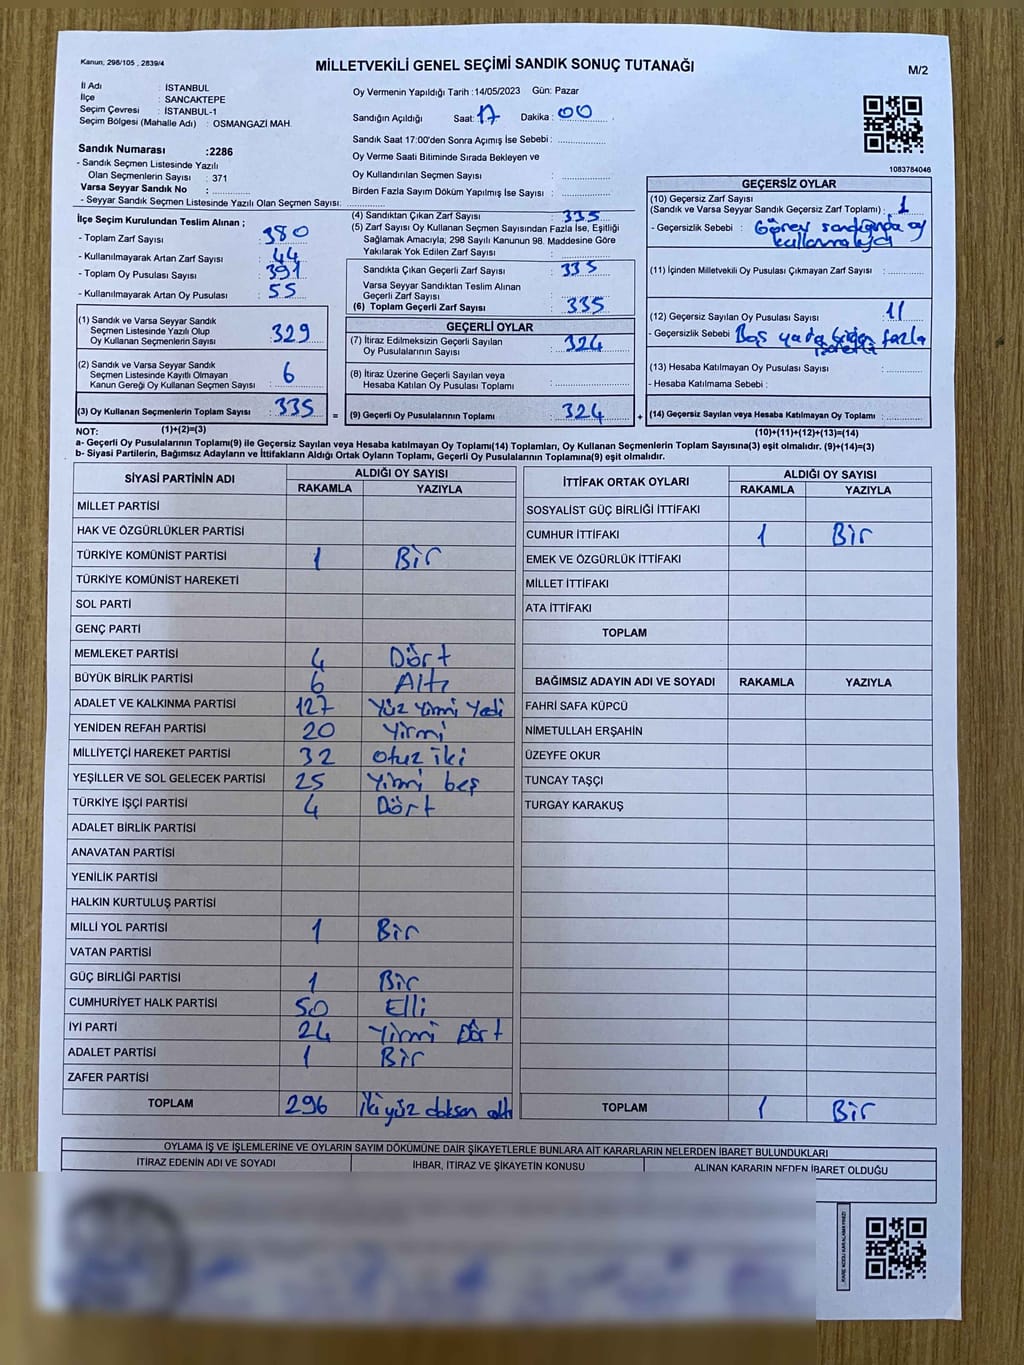 Kanun, 298/105 , 2839/4
MİLLETVEKİLİ GENEL SEÇİMİ SANDIK SONUÇ TUTANAĞI
M/2
İl Adı : İSTANBUL
İlçe : SANCAKTEPE
Seçim Çevresi : İSTANBUL-1
Seçim Bölgesi (Mahalle Adı) : OSMANGAZİ MAH.
Oy Vermenin Yapıldığı Tarih :14/05/2023 Gün: Pazar
Sandığın Açıldığı Saat: 17 Dakika : 00
Sandık Saat 17:00'den Sonra Açımış İse Sebebi :
Oy Verme Saati Bitiminde Sırada Bekleyen ve
Oy Kullandırılan Seçmen Sayısı :
Birden Fazla Sayım Döküm Yapılmış İse Sayısı :
1083784046
Sandık Numarası :2286
- Sandık Seçmen Listesinde Yazılı
Olan Seçmenlerin Sayısı : 371
Varsa Seyyar Sandık No :
- Seyyar Sandık Seçmen Listesinde Yazılı Olan Seçmen Sayısı:
İlçe Seçim Kurulundan Teslim Alınan ;
- Toplam Zarf Sayısı : 380
- Kullanılmayarak Artan Zarf Sayısı : 44
- Toplam Oy Pusulası Sayısı : 391
- Kullanılmayarak Artan Oy Pusulası : 55
(1) Sandık ve Varsa Seyyar Sandık
Seçmen Listesinde Yazılı Olup
Oy Kullanan Seçmenlerin Sayısı : 329
(2) Sandık ve Varsa Seyyar Sandık
Seçmen Listesinde Kayıtlı Olmayan
Kanun Gereği Oy Kullanan Seçmen Sayısı : 6
(3) Oy Kullanan Seçmenlerin Toplam Sayısı : 335
(1)+(2)=(3)
(4) Sandıktan Çıkan Zarf Sayısı : 335
(5) Zarf Sayısı Oy Kullanan Seçmen Sayısından Fazla İse, Eşitliği
Sağlamak Amacıyla; 298 Sayılı Kanunun 98. Maddesine Göre
Yakılarak Yok Edilen Zarf Sayısı :
Sandıkta Çıkan Geçerli Zarf Sayısı : 335
Varsa Seyyar Sandıktan Teslim Alınan
Geçerli Zarf Sayısı :
(6) Toplam Geçerli Zarf Sayısı : 335
GEÇERLİ OYLAR
(7) İtiraz Edilmeksizin Geçerli Sayılan
Oy Pusulalarının Sayısı : 324
(8) İtiraz Üzerine Geçerli Sayılan veya
Hesaba Katılan Oy Pusulası Toplamı :
= (9) Geçerli Oy Pusulalarının Toplamı : 324 +
GEÇERSİZ OYLAR
(10) Geçersiz Zarf Sayısı
(Sandık ve Varsa Seyyar Sandık Geçersiz Zarf Toplamı) : 1
- Geçersizlik Sebebi : Görev sandığında oy
(11) İçinden Milletvekili Oy Pusulası Çıkmayan Zarf Sayısı :
(12) Geçersiz Sayılan Oy Pusulası Sayısı : 11
- Geçersizlik Sebebi : Boş yada birden fazla
(13) Hesaba Katılmayan Oy Pusulası Sayısı :
- Hesaba Katılmama Sebebi :
(14) Geçersiz Sayılan veya Hesaba Katılmayan Oy Toplamı :
(10)+(11)+(12)+(13)=(14)
NOT:
a- Geçerli Oy Pusulalarının Toplamı(9) ile Geçersiz Sayılan veya Hesaba katılmayan Oy Toplamı(14) Toplamları, Oy Kullanan Seçmenlerin Toplam Sayısına(3) eşit olmalıdır. (9)+(14)=(3)
b- Siyasi Partilerin, Bağımsız Adayların ve İttifakların Aldığı Ortak Oyların Toplamı, Geçerli Oy Pusulalarının Toplamına(9) eşit olmalıdır.
SİYASİ PARTİNİN ADI ALDIĞI OY SAYISI
RAKAMLA YAZIYLA
MİLLET PARTİSİ
HAK VE ÖZGÜRLÜKLER PARTİSİ
TÜRKİYE KOMÜNİST PARTİSİ 1 Bir
TÜRKİYE KOMÜNİST HAREKETİ
SOL PARTİ
GENÇ PARTİ
MEMLEKET PARTİSİ 4 Dört
BÜYÜK BİRLİK PARTİSİ 6 Altı
ADALET VE KALKINMA PARTİSİ 127 Yüz Yirmi Yedi
YENİDEN REFAH PARTİSİ 20 Yirmi
MİLLİYETÇİ HAREKET PARTİSİ 32 Otuz iki
YEŞİLLER VE SOL GELECEK PARTİSİ 25 Yirmi beş
TÜRKİYE İŞÇİ PARTİSİ 4 Dört
ADALET BİRLİK PARTİSİ
ANAVATAN PARTİSİ
YENİLİK PARTİSİ
HALKIN KURTULUŞ PARTİSİ
MİLLİ YOL PARTİSİ 1 Bir
VATAN PARTİSİ
GÜÇ BİRLİĞİ PARTİSİ 1 Bir
CUMHURİYET HALK PARTİSİ 50 Elli
İYİ PARTİ 24 Yirmi Dört
ADALET PARTİSİ 1 Bir
ZAFER PARTİSİ
TOPLAM 296 İki yüz doksan altı
İTTİFAK ORTAK OYLARI ALDIĞI OY SAYISI
RAKAMLA YAZIYLA
SOSYALİST GÜÇ BİRLİĞİ İTTİFAKI
CUMHUR İTTİFAKI 1 Bir
EMEK VE ÖZGÜRLÜK İTTİFAKI
MİLLET İTTİFAKI
ATA İTTİFAKI
TOPLAM
BAĞIMSIZ ADAYIN ADI VE SOYADI RAKAMLA YAZIYLA
FAHRİ SAFA KÜPCÜ
NİMETULLAH ERŞAHİN
ÜZEYFE OKUR
TUNCAY TAŞÇI
TURGAY KARAKUŞ
TOPLAM 1 Bir
OYLAMA İŞ VE İŞLEMLERİNE VE OYLARIN SAYIM DÖKÜMÜNE DAİR ŞİKAYETLERLE BUNLARA AİT KARARLARIN NELERDEN İBARET BULUNDUKLARI
İTİRAZ EDENİN ADI VE SOYADI İHBAR, İTİRAZ VE ŞİKAYETİN KONUSU ALINAN KARARIN NEDEN İBARET OLDUĞU